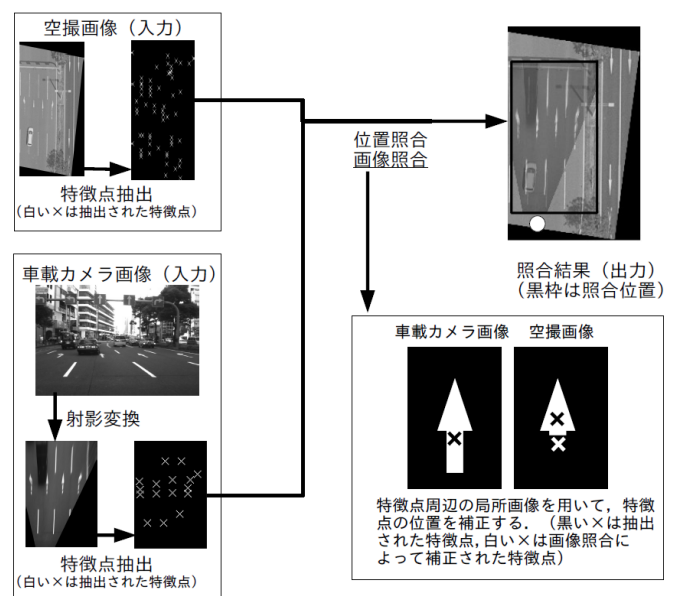 空撮画像（入力）
特徴点抽出
（白い×は抽出された特徴点）
車載カメラ画像（入力）
射影変換
特徴点抽出
（白い×は抽出された特徴点）
位置照合
画像照合
照合結果（出力）
（黒枠は照合位置）
車載カメラ画像 空撮画像
特徴点周辺の局所画像を用いて，特徴
点の位置を補正する．（黒い×は抽出
された特徴点,白い×は画像照合に
よって補正された特徴点）